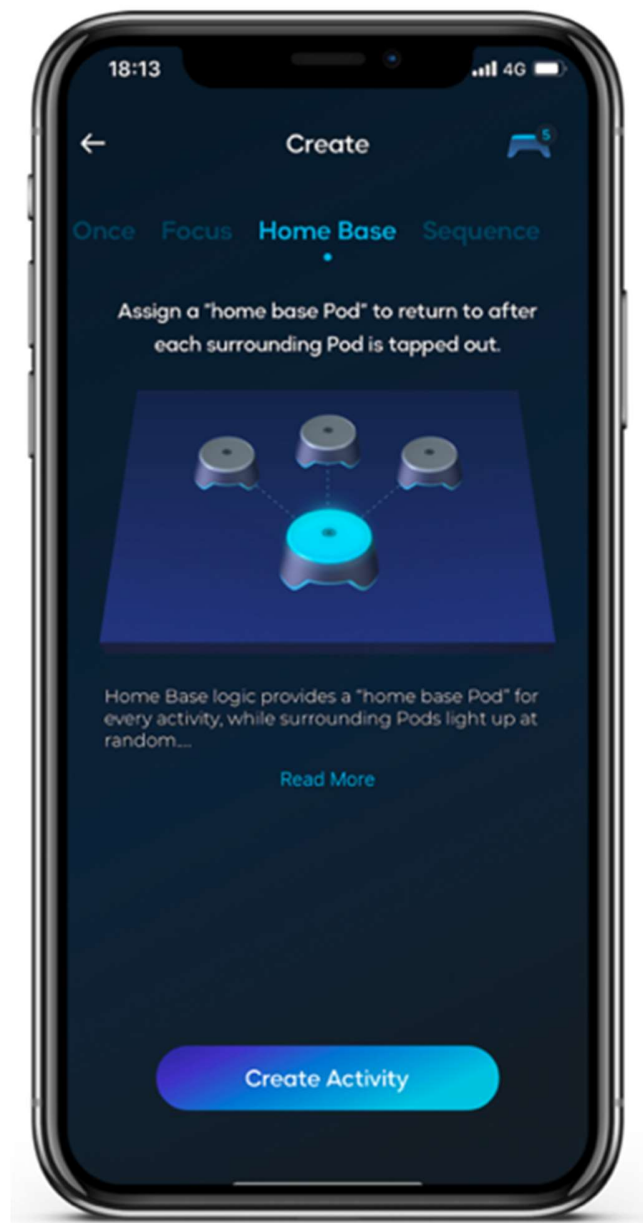 18:13
4G
Create
5
Once Focus Home Base Sequence
Assign a "home base Pod" to return to after
each surrounding Pod is tapped out.
Home Base logic provides a "home base Pod" for
every activity, while surrounding Pods light up at
random....
Read More
Create Activity